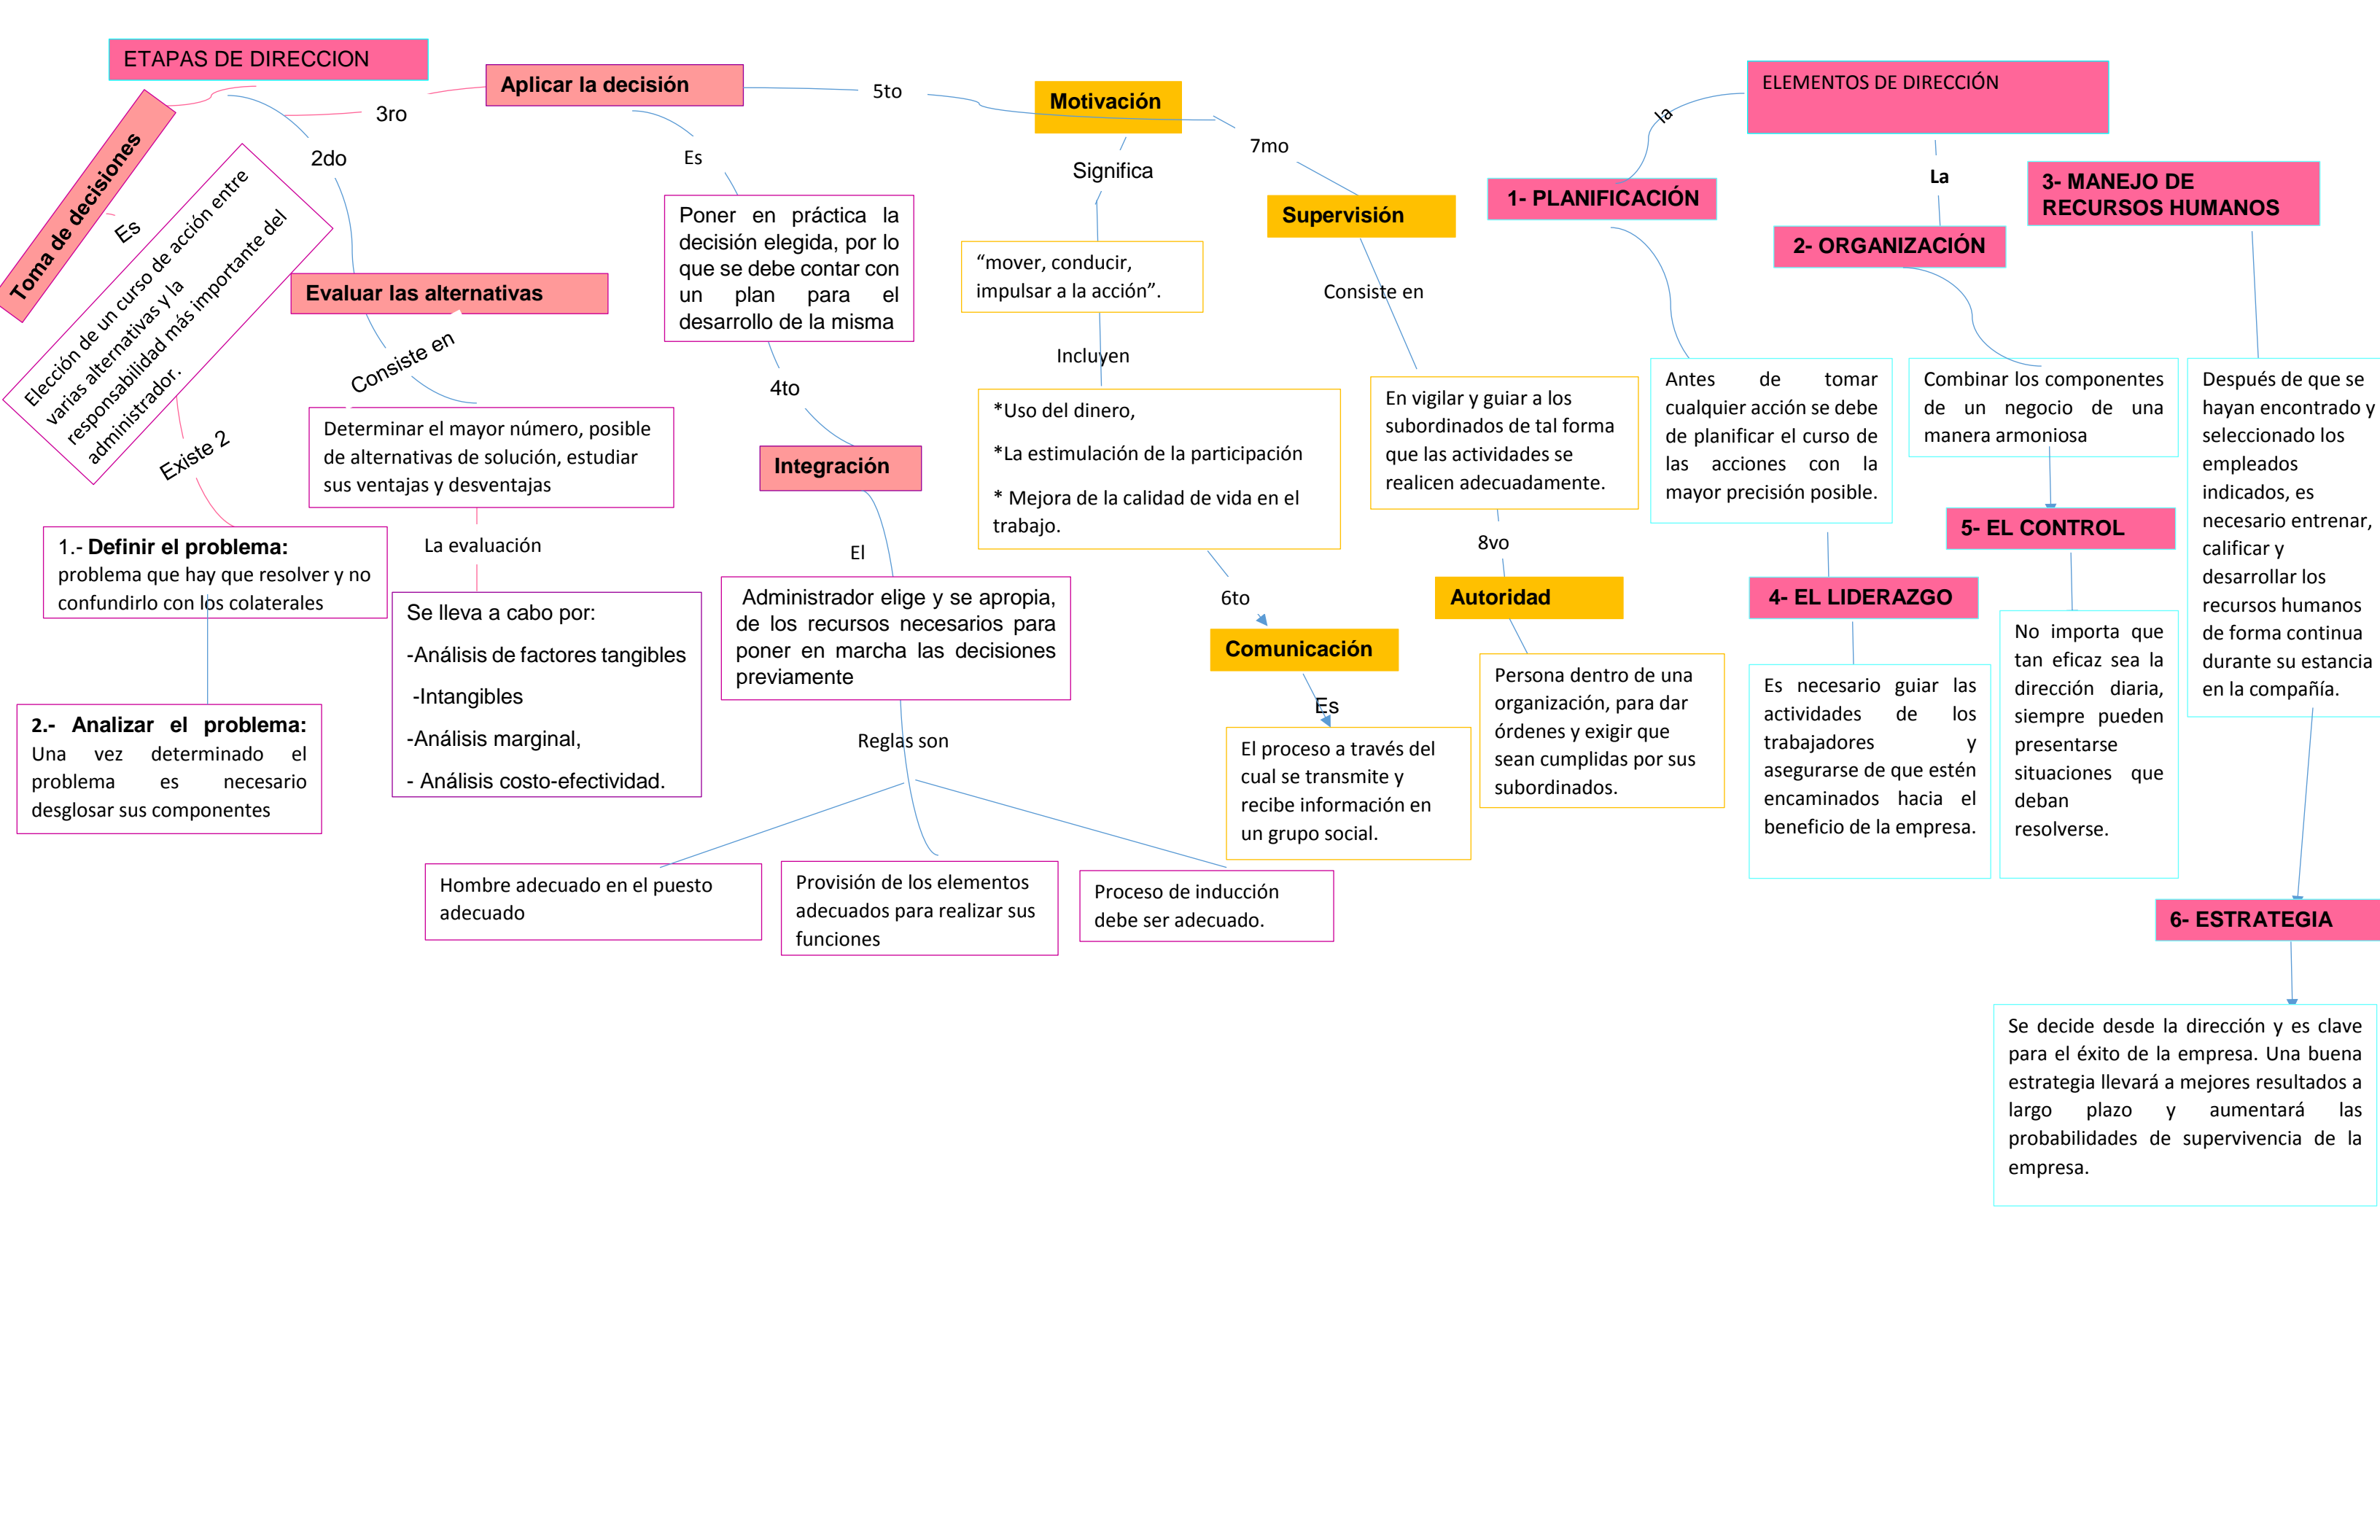 ETAPAS DE DIRECCION
Toma de decisiones
Es
Elección de un curso de acción entre
varias alternativas y la
responsabilidad más importante del
administrador.
Existe 2
1.- Definir el problema:
problema que hay que resolver y no
confundirlo con los colaterales
2.- Analizar el problema:
Una vez determinado el
problema es necesario
desglosar sus componentes
2do
Evaluar las alternativas
Consiste en
Determinar el mayor número, posible
de alternativas de solución, estudiar
sus ventajas y desventajas
La evaluación
Se lleva a cabo por:
-Análisis de factores tangibles
-Intangibles
-Análisis marginal,
- Análisis costo-efectividad.
3ro
Aplicar la decisión
Es
Poner en práctica la
decisión elegida, por lo
que se debe contar con
un plan para el
desarrollo de la misma
4to
Integración
El
Administrador elige y se apropia,
de los recursos necesarios para
poner en marcha las decisiones
previamente
Reglas son
Hombre adecuado en el puesto
adecuado
Provisión de los elementos
adecuados para realizar sus
funciones
Proceso de inducción
debe ser adecuado.
5to
Motivación
Significa
“mover, conducir,
impulsar a la acción”.
Incluyen
*Uso del dinero,
*La estimulación de la participación
* Mejora de la calidad de vida en el
trabajo.
6to
Comunicación
Es
El proceso a través del
cual se transmite y
recibe información en
un grupo social.
7mo
Supervisión
Consiste en
En vigilar y guiar a los
subordinados de tal forma
que las actividades se
realicen adecuadamente.
8vo
Autoridad
Persona dentro de una
organización, para dar
órdenes y exigir que
sean cumplidas por sus
subordinados.
ELEMENTOS DE DIRECCIÓN
la
1- PLANIFICACIÓN
Antes de tomar
cualquier acción se debe
de planificar el curso de
las acciones con la
mayor precisión posible.
4- EL LIDERAZGO
Es necesario guiar las
actividades de los
trabajadores y
asegurarse de que estén
encaminados hacia el
beneficio de la empresa.
La
2- ORGANIZACIÓN
Combinar los componentes
de un negocio de una
manera armoniosa
5- EL CONTROL
No importa que
tan eficaz sea la
dirección diaria,
siempre pueden
presentarse
situaciones que
deban
resolverse.
3- MANEJO DE
RECURSOS HUMANOS
Después de que se
hayan encontrado y
seleccionado los
empleados
indicados, es
necesario entrenar,
calificar y
desarrollar los
recursos humanos
de forma continua
durante su estancia
en la compañía.
6- ESTRATEGIA
Se decide desde la dirección y es clave
para el éxito de la empresa. Una buena
estrategia llevará a mejores resultados a
largo plazo y aumentará las
probabilidades de supervivencia de la
empresa.